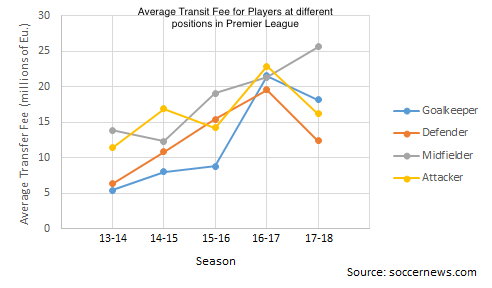 Average Transit Fee for Players at different
positions in Premier League
30
25
20
15
10
5
0
Average Transfer Fee (millions of Eu.)
13-14 14-15 15-16 16-17 17-18
Season
Goalkeeper
Defender
Midfielder
Attacker
Source: soccernews.com